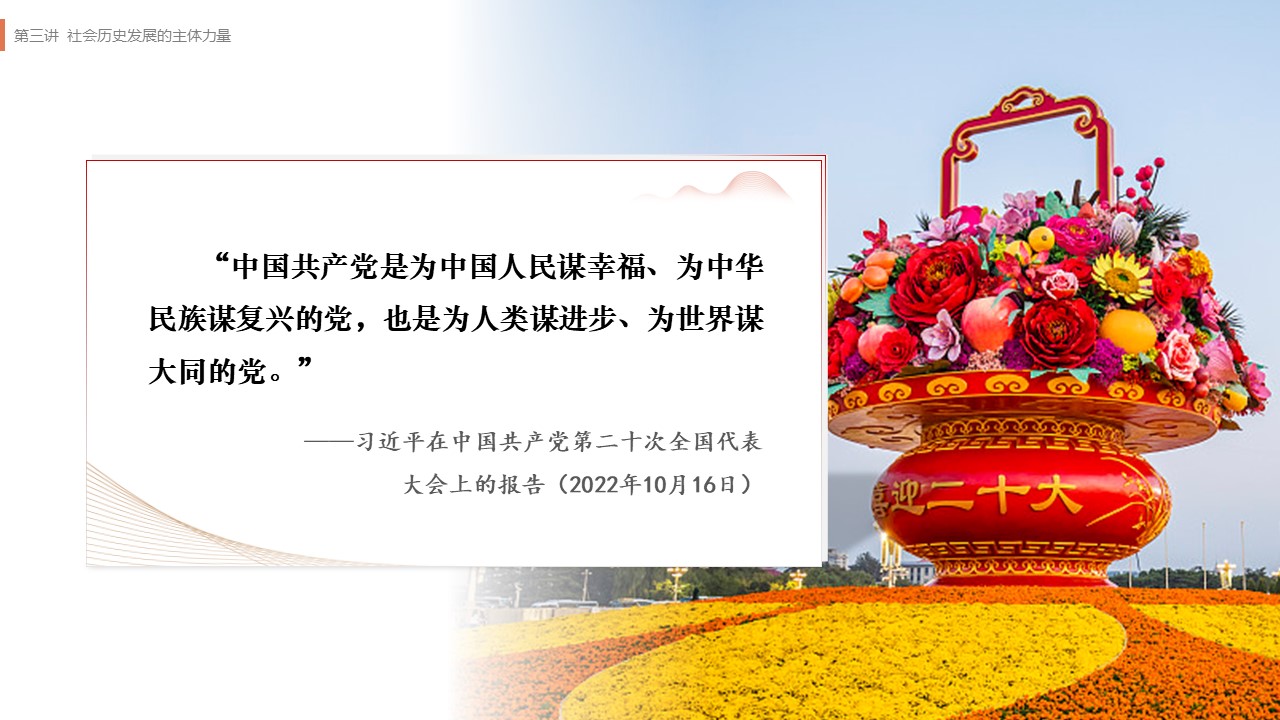 第三讲 社会历史发展的主体力量
“中国共产党是为中国人民谋幸福、为中华
民族谋复兴的党，也是为人类谋进步、为世界谋
大同的党。”
——习近平在中国共产党第二十次全国代表
大会上的报告（2022年10月16日）
喜迎二十大